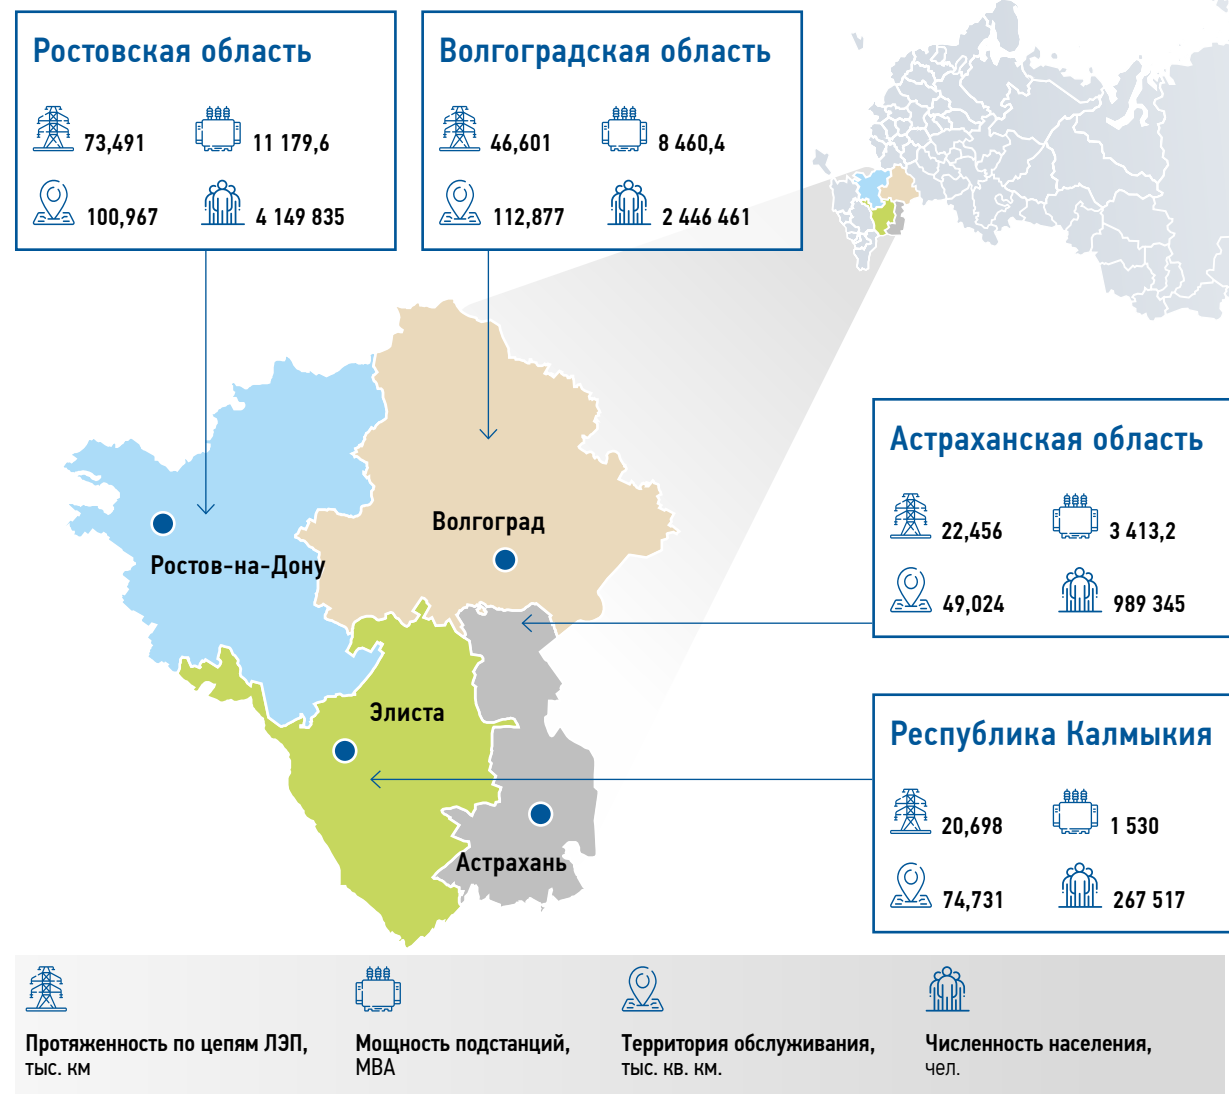 Ростовская область
73,491
11 179,6
100,967
4 149 835
Волгоградская область
46,601
8 460,4
112,877
2 446 461
Астраханская область
22,456
3 413,2
49,024
989 345
Республика Калмыкия
20,698
1 530
74,731
267 517
Волгоград
Ростов-на-Дону
Элиста
Астрахань
Протяженность по цепям ЛЭП,
тыс. км
Мощность подстанций,
МВА
Территория обслуживания,
тыс. кв. км.
Численность населения,
чел.